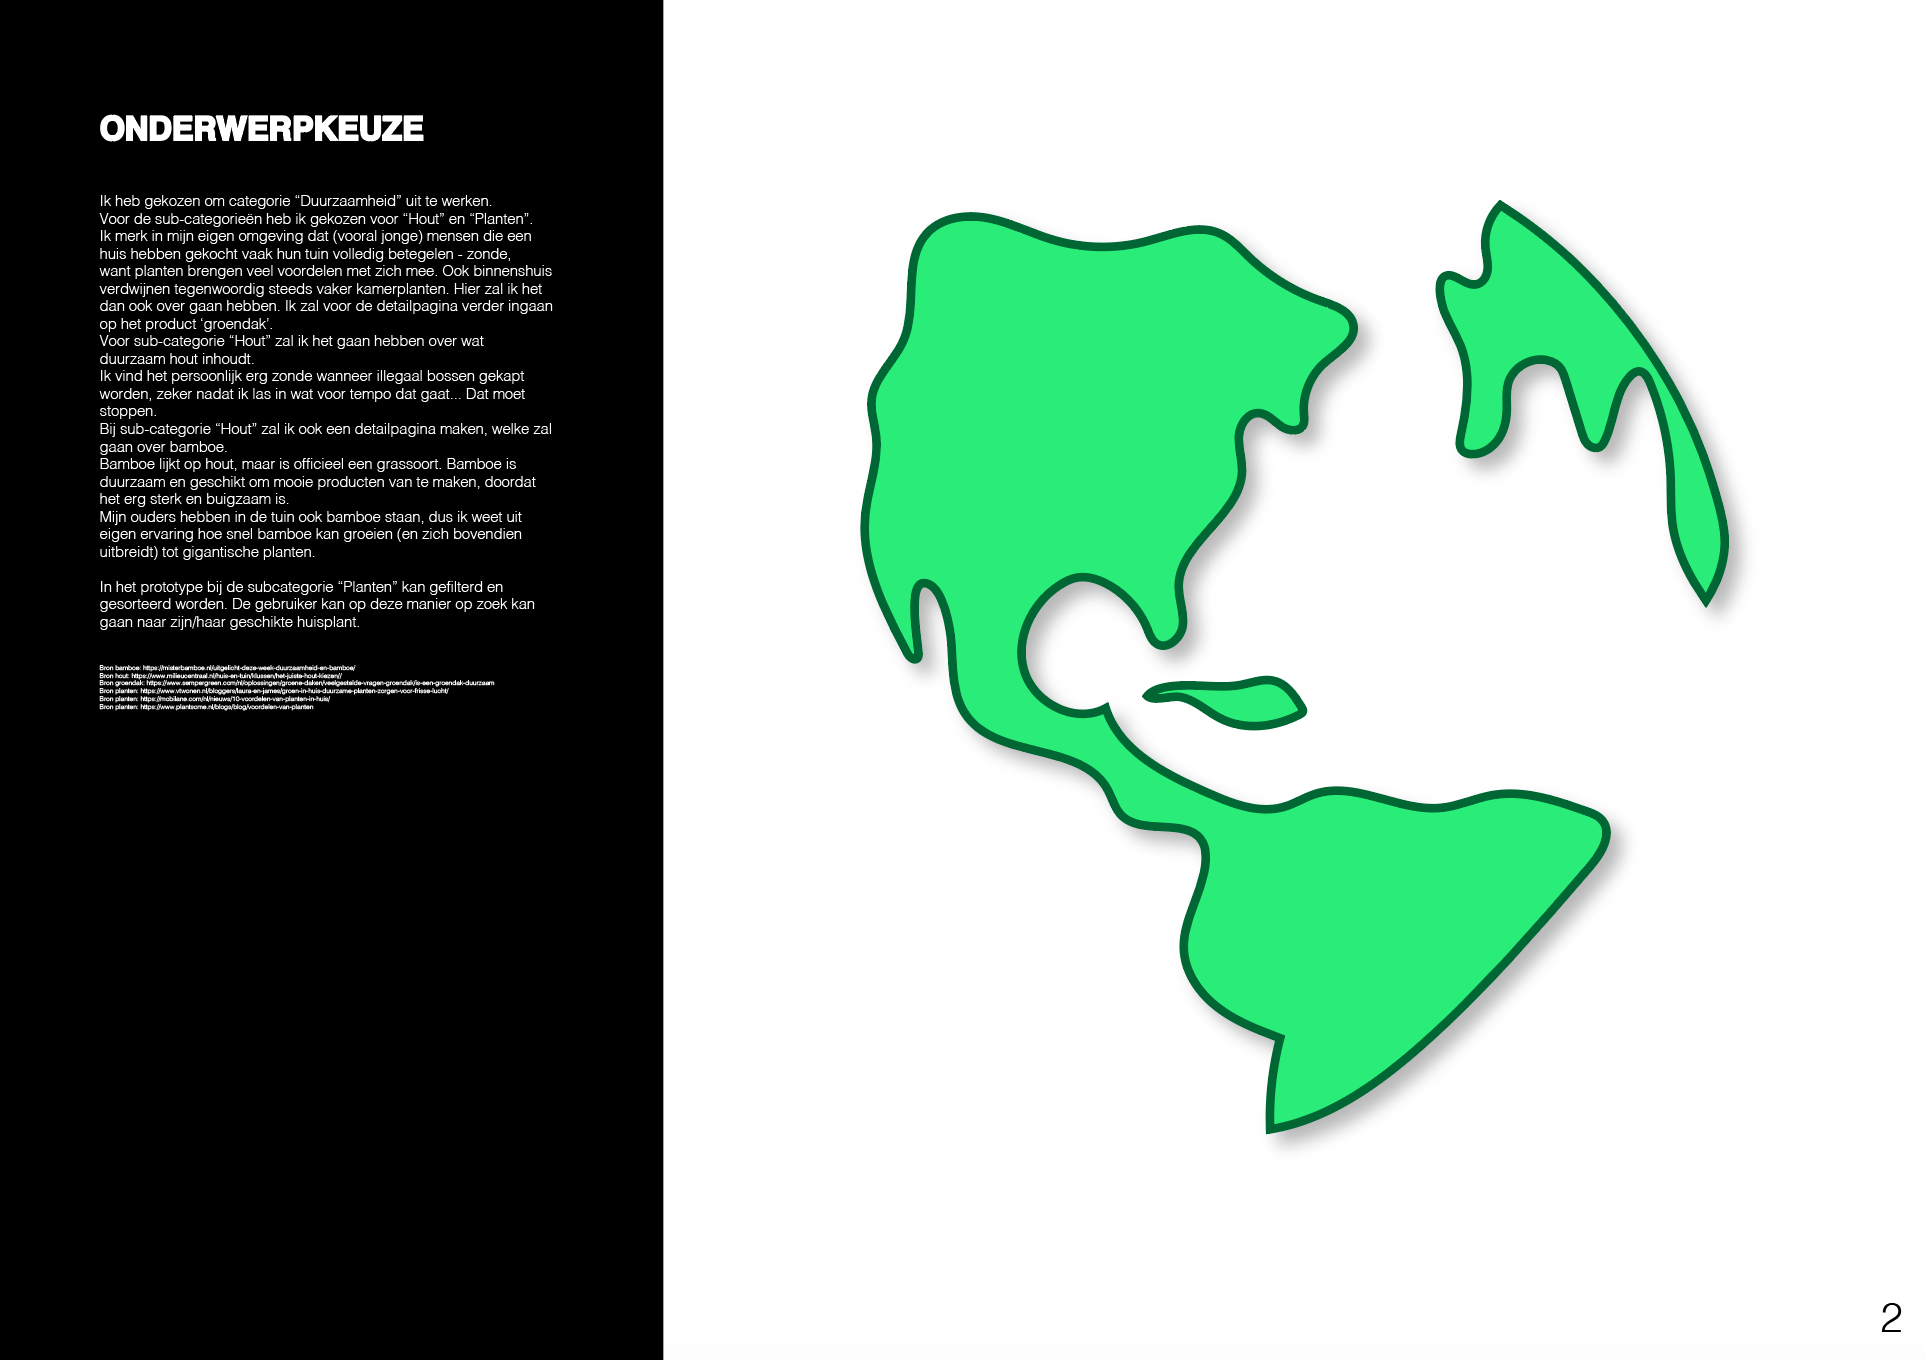 ONDERWERPKEUZE
Ik heb gekozen om categorie “Duurzaamheid” uit te werken.
Voor de sub-categorieën heb ik gekozen voor “Hout” en “Planten”.
Ik merk in mijn eigen omgeving dat (vooral jonge) mensen die een
huis hebben gekocht vaak hun tuin volledig betegelen - zonde,
want planten brengen veel voordelen met zich mee. Ook binnenshuis
verdwijnen tegenwoordig steeds vaker kamerplanten. Hier zal ik het
dan ook over gaan hebben. Ik zal voor de detailpagina verder ingaan
op het product ‘groendak’.
Voor sub-categorie “Hout” zal ik het gaan hebben over wat
duurzaam hout inhoudt.
Ik vind het persoonlijk erg zonde wanneer illegaal bossen gekapt
worden, zeker nadat ik las in wat voor tempo dat gaat... Dat moet
stoppen.
Bij sub-categorie “Hout” zal ik ook een detailpagina maken, welke zal
gaan over bamboe.
Bamboe lijkt op hout, maar is officieel een grassoort. Bamboe is
duurzaam en geschikt om mooie producten van te maken, doordat
het erg sterk en buigzaam is.
Mijn ouders hebben in de tuin ook bamboe staan, dus ik weet uit
eigen ervaring hoe snel bamboe kan groeien (en zich bovendien
uitbreidt) tot gigantische planten.
In het prototype bij de subcategorie “Planten” kan gefilterd en
gesorteerd worden. De gebruiker kan op deze manier op zoek kan
gaan naar zijn/haar geschikte huisplant.
Bron bamboe: https://misterbamboe.nl/uitgelicht-deze-week-duurzaamheid-en-bamboe/
Bron hout: https://www.milieucentraal.nl/huis-en-tuin/klussen/het-juiste-hout-kiezen//
Bron groendak: https://www.sempergreen.com/nl/oplossingen/groene-daken/veelgestelde-vragen-groendak/is-een-groendak-duurzaam
Bron planten: https://www.vtwonen.nl/bloggers/laura-en-james/groen-in-huis-duurzame-planten-zorgen-voor-frisse-lucht/
Bron planten: https://mobilane.com/nl/nieuws/10-voordelen-van-planten-in-huis/
Bron planten: https://www.plantsome.nl/blogs/blog/voordelen-van-planten
2